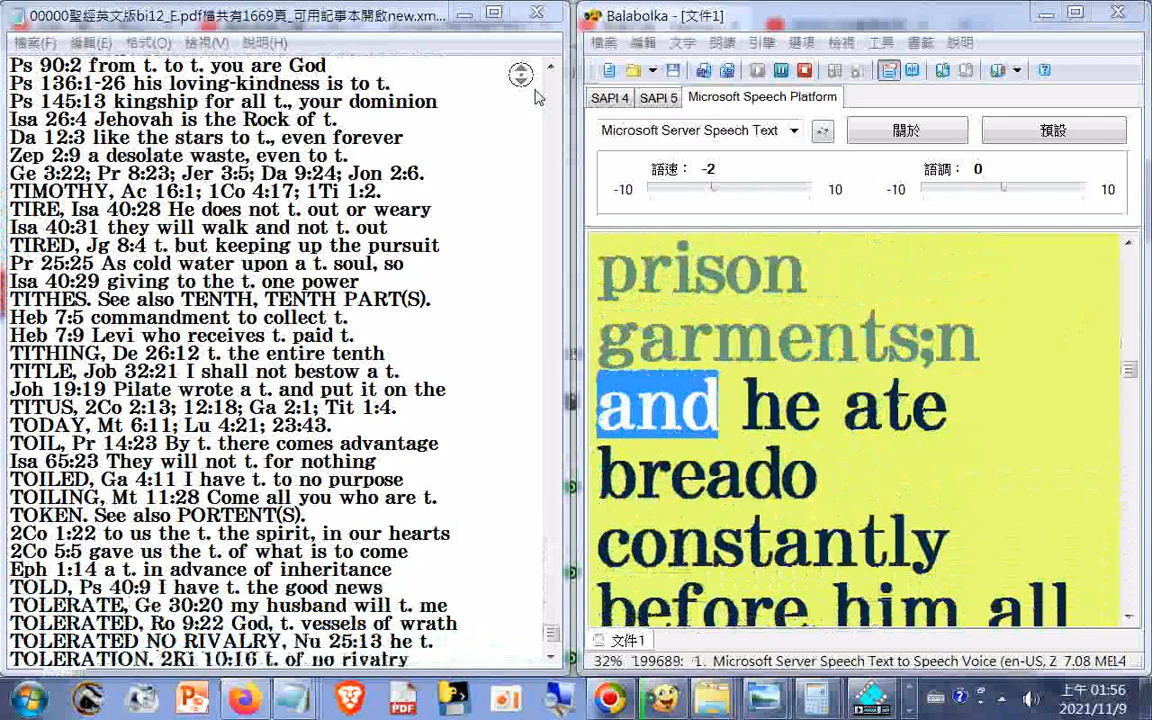 00000聖經英文版bi12_E.pdf檔共有1669頁_可用記事本開啟new.xm...
檔案(F) 編輯(E) 格式(O) 檢視(V) 說明(H)
Ps 90:2 from t. to t. you are God
Ps 136:1-26 his loving-kindness is to t.
Ps 145:13 kingship for all t., your dominion
Isa 26:4 Jehovah is the Rock of t.
Da 12:3 like the stars to t., even forever
Zep 2:9 a desolate waste, even to t.
Ge 3:22; Pr 8:23; Jer 3:5; Da 9:24; Jon 2:6.
TIMOTHY, Ac 16:1; 1Co 4:17; 1Ti 1:2.
TIRE, Isa 40:28 He does not t. out or weary
Isa 40:31 they will walk and not t. out
TIRED, Jg 8:4 t. but keeping up the pursuit
Pr 25:25 As cold water upon a t. soul, so
Isa 40:29 giving to the t. one power
TITHES. See also TENTH, TENTH PART(S).
Heb 7:5 commandment to collect t.
Heb 7:9 Levi who receives t. paid t.
TITHING, De 26:12 t. the entire tenth
TITLE, Job 32:21 I shall not bestow a t.
Joh 19:19 Pilate wrote a t. and put it on the
TITUS, 2Co 2:13; 12:18; Ga 2:1; Tit 1:4.
TODAY, Mt 6:11; Lu 4:21; 23:43.
TOIL, Pr 14:23 By t. there comes advantage
Isa 65:23 They will not t. for nothing
TOILED, Ga 4:11 I have t. to no purpose
TOILING, Mt 11:28 Come all you who are t.
TOKEN. See also PORTENT(S).
2Co 1:22 to us the t. the spirit, in our hearts
2Co 5:5 gave us the t. of what is to come
Eph 1:14 a t. in advance of inheritance
TOLD, Ps 40:9 I have t. the good news
TOLERATE, Ge 30:20 my husband will t. me
TOLERATED, Ro 9:22 God, t. vessels of wrath
TOLERATED NO RIVALRY, Nu 25:13 he t.
TOLERATION, 2Ki 10:16 t. of no rivalry
Balabolka - [文件1]
檔案 編輯 文字 朗讀 引擎 選項 檢視 工具 書籤 說明
SAPI 4 SAPI 5 Microsoft Speech Platform
Microsoft Server Speech Text 關於 預設
語速： -2 語調： 0
-10 10 -10 10
prison
garments;n
and he ate
breado
constantly
before him all
文件1
32% 199689: 1. Microsoft Server Speech Text to Speech Voice (en-US, Z 7.08 ME
PDF
上午 01:56
2021/11/9